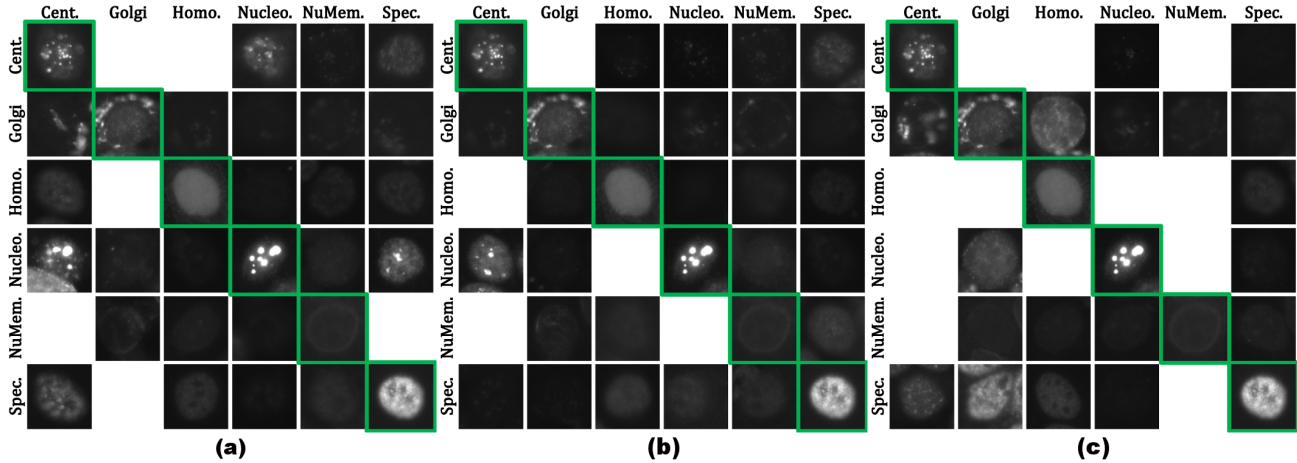 Cent. Golgi Homo. Nucleo. NuMem. Spec.
Cent.
Golgi
Homo.
Nucleo.
NuMem.
Spec.
(a)
Cent. Golgi Homo. Nucleo. NuMem. Spec.
Cent.
Golgi
Homo.
Nucleo.
NuMem.
Spec.
(b)
Cent. Golgi Homo. Nucleo. NuMem. Spec.
Cent.
Golgi
Homo.
Nucleo.
NuMem.
Spec.
(c)